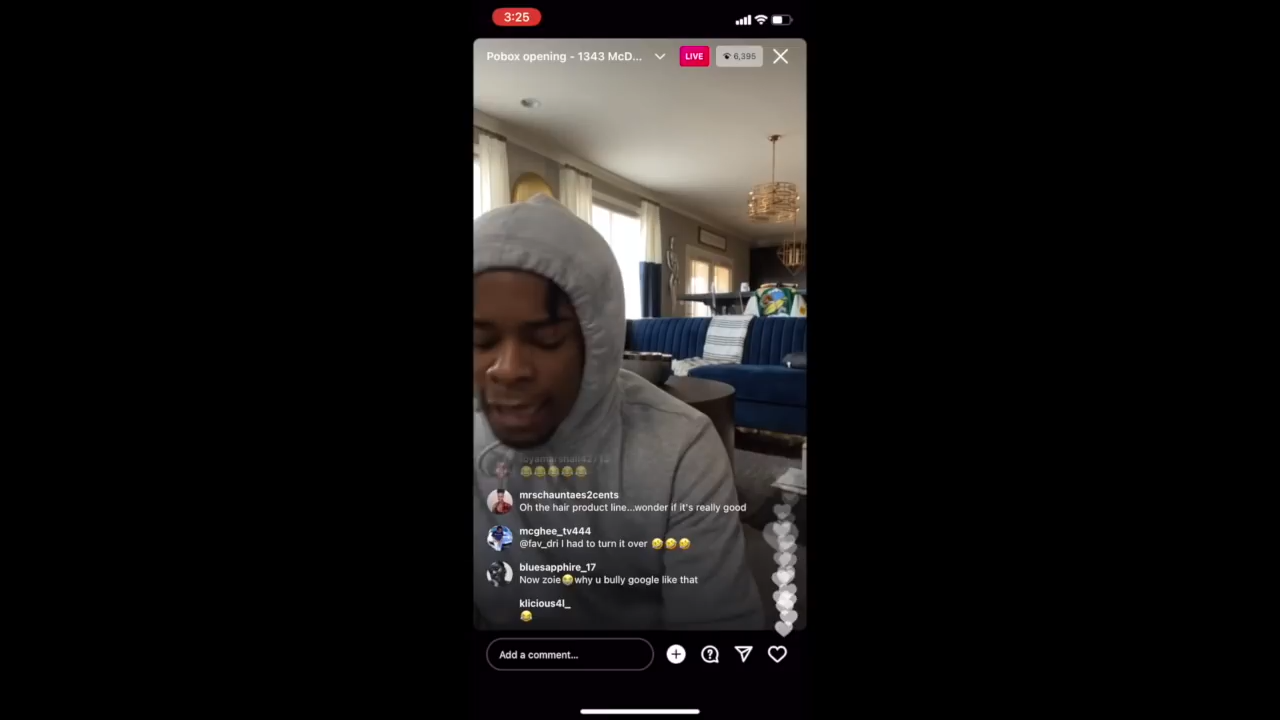 3:25
Pobox opening - 1343 McD...
LIVE
6,395
😂😂😂😂😂
mrschauntaes2cents
Oh the hair product line...wonder if it's really good
mcghee_tv444
@fav_dri I had to turn it over 🤣🤣🤣
bluesapphire_17
Now zoie😂why u bully google like that
klicious4l_
😂
Add a comment...